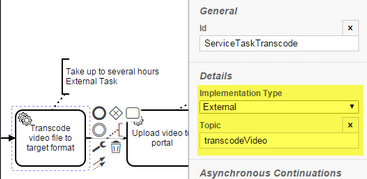 Take up to several hours
External Task
Transcode
video file to
target format
Upload video to
portal
General
Id
x
ServiceTaskTranscode
Details
Implementation Type
External
Topic
x
transcodeVideo
Asynchronous Continuations